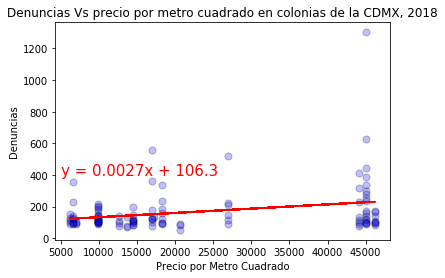 Denuncias Vs precio por metro cuadrado en colonias de la CDMX, 2018
1200
1000
800
Denuncias
600
y = 0.0027x + 106.3
400
200
0
5000 10000 15000 20000 25000 30000 35000 40000 45000
Precio por Metro Cuadrado